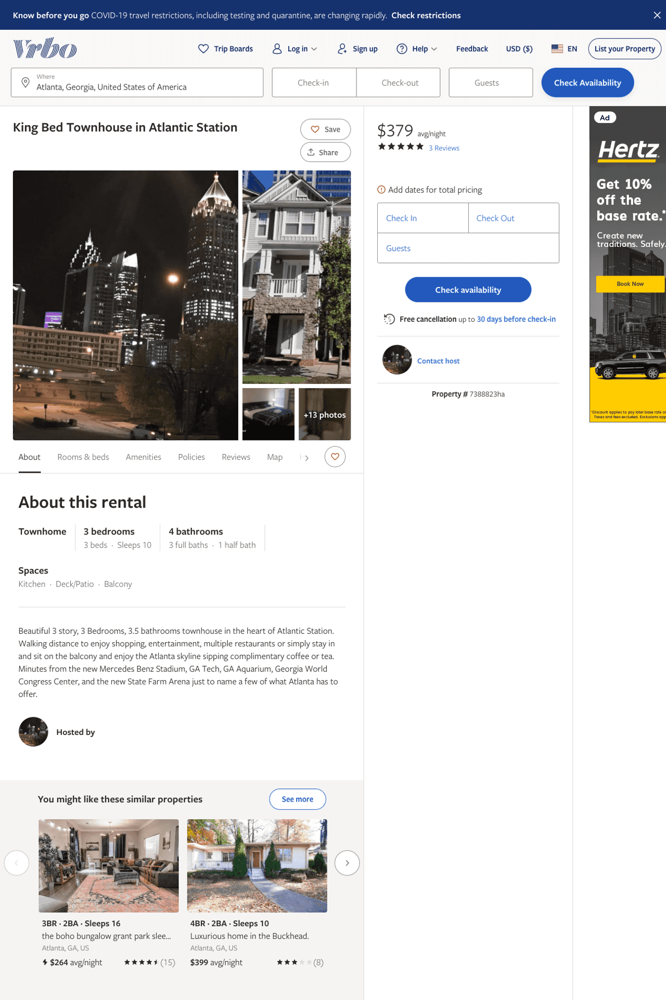 Know before you go COVID-19 travel restrictions, including testing and quarantine, are changing rapidly. Check restrictions
Vrbo
Trip Boards
Log in
Sign up
Help
Feedback
USD ($)
EN
List your Property
Where
Atlanta, Georgia, United States of America
Check-in
Check-out
Guests
Check Availability
King Bed Townhouse in Atlantic Station
Save
Share
+13 photos
$379 avg/night
3 Reviews
Add dates for total pricing
Check In
Check Out
Guests
Check availability
Free cancellation up to 30 days before check-in
Contact host
Property # 7388823ha
Ad
Hertz
Get 10%
off the
base rate.*
Create new
traditions. Safely.
Book Now
*Discount applies to pay later base rate
Taxes and fees excluded. Exclusions
About
Rooms & beds
Amenities
Policies
Reviews
Map
About this rental
Townhome
3 bedrooms
3 beds · Sleeps 10
4 bathrooms
3 full baths · 1 half bath
Spaces
Kitchen · Deck/Patio · Balcony
Beautiful 3 story, 3 Bedrooms, 3.5 bathrooms townhouse in the heart of Atlantic Station.
Walking distance to enjoy shopping, entertainment, multiple restaurants or simply stay in
and sit on the balcony and enjoy the Atlanta skyline sipping complimentary coffee or tea.
Minutes from the new Mercedes Benz Stadium, GA Tech, GA Aquarium, Georgia World
Congress Center, and the new State Farm Arena just to name a few of what Atlanta has to
offer.
Hosted by
You might like these similar properties
See more
3BR · 2BA · Sleeps 16
the boho bungalow grant park slee...
Atlanta, GA, US
$264 avg/night
(15)
4BR · 2BA · Sleeps 10
Luxurious home in the Buckhead.
Atlanta, GA, US
$399 avg/night
(8)